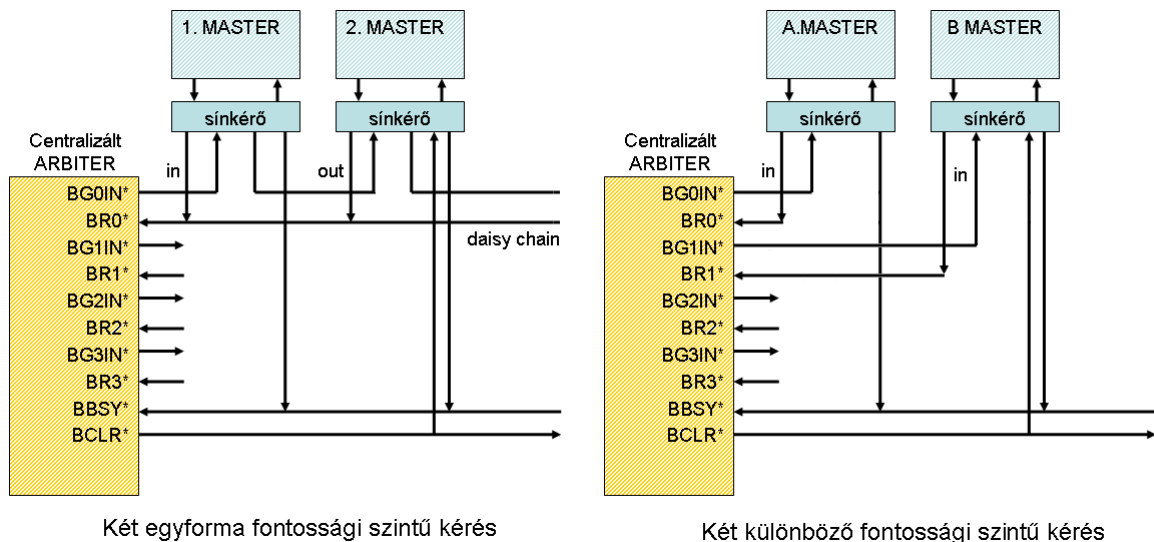 1. MASTER
2. MASTER
sínkérő
sínkérő
Centralizált
ARBITER
in
out
BG0IN*
BR0*
daisy chain
BG1IN*
BR1*
BG2IN*
BR2*
BG3IN*
BR3*
BBSY*
BCLR*
Két egyforma fontossági szintű kérés
A.MASTER
B MASTER
sínkérő
sínkérő
Centralizált
ARBITER
in
in
BG0IN*
BR0*
BG1IN*
BR1*
BG2IN*
BR2*
BG3IN*
BR3*
BBSY*
BCLR*
Két különböző fontossági szintű kérés